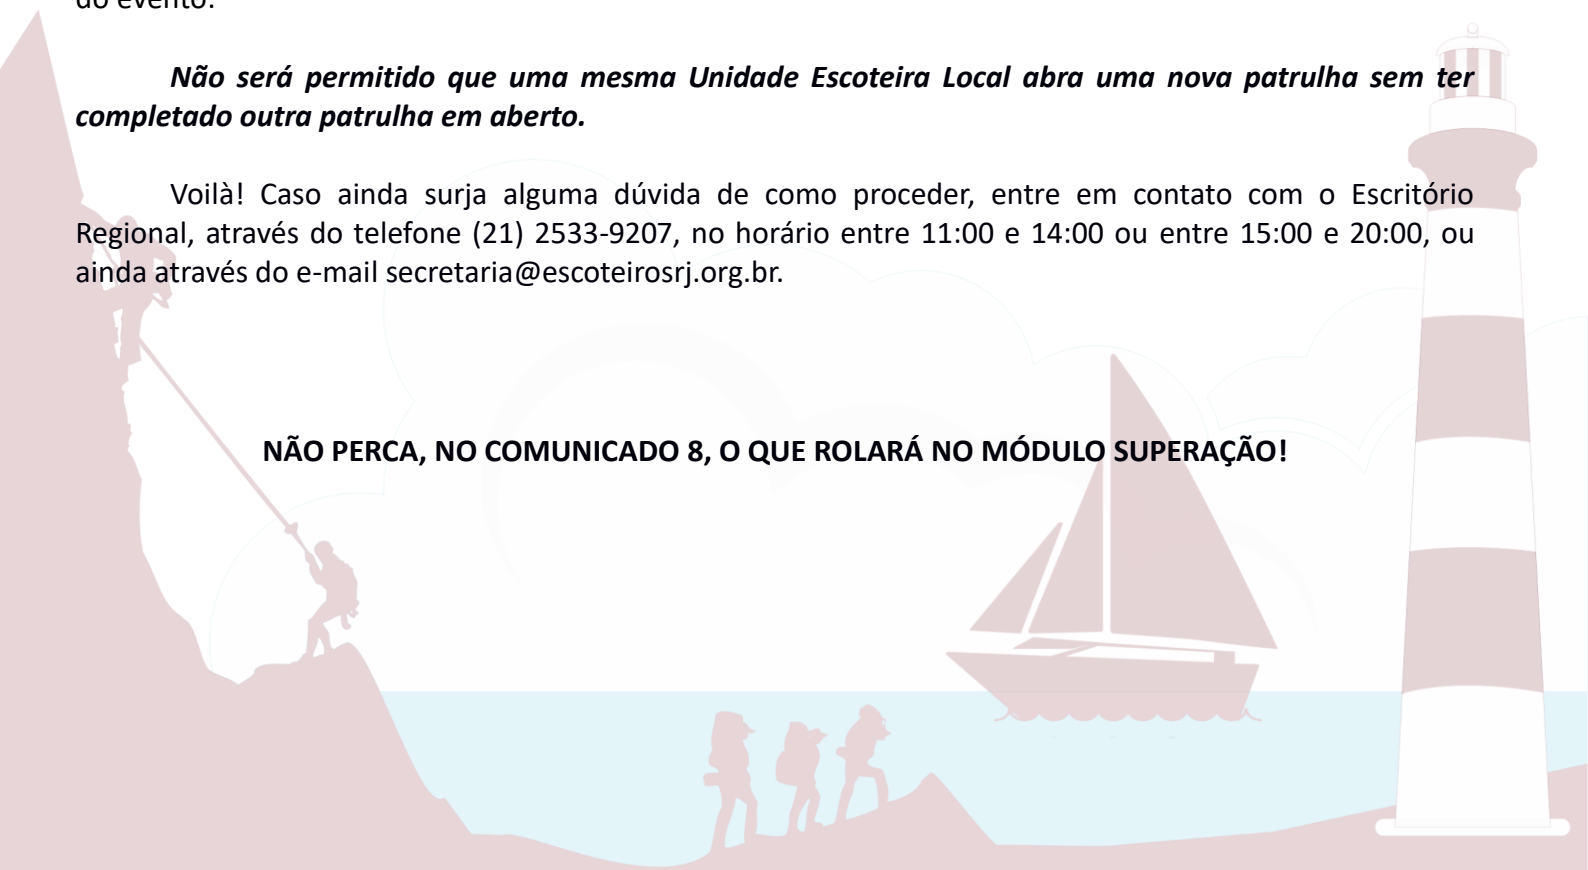 do evento.
Não será permitido que uma mesma Unidade Escoteira Local abra uma nova patrulha sem ter
completado outra patrulha em aberto.
Voilà! Caso ainda surja alguma dúvida de como proceder, entre em contato com o Escritório
Regional, através do telefone (21) 2533-9207, no horário entre 11:00 e 14:00 ou entre 15:00 e 20:00, ou
ainda através do e-mail secretaria@escoteirosrj.org.br.
NÃO PERCA, NO COMUNICADO 8, O QUE ROLARÁ NO MÓDULO SUPERAÇÃO!